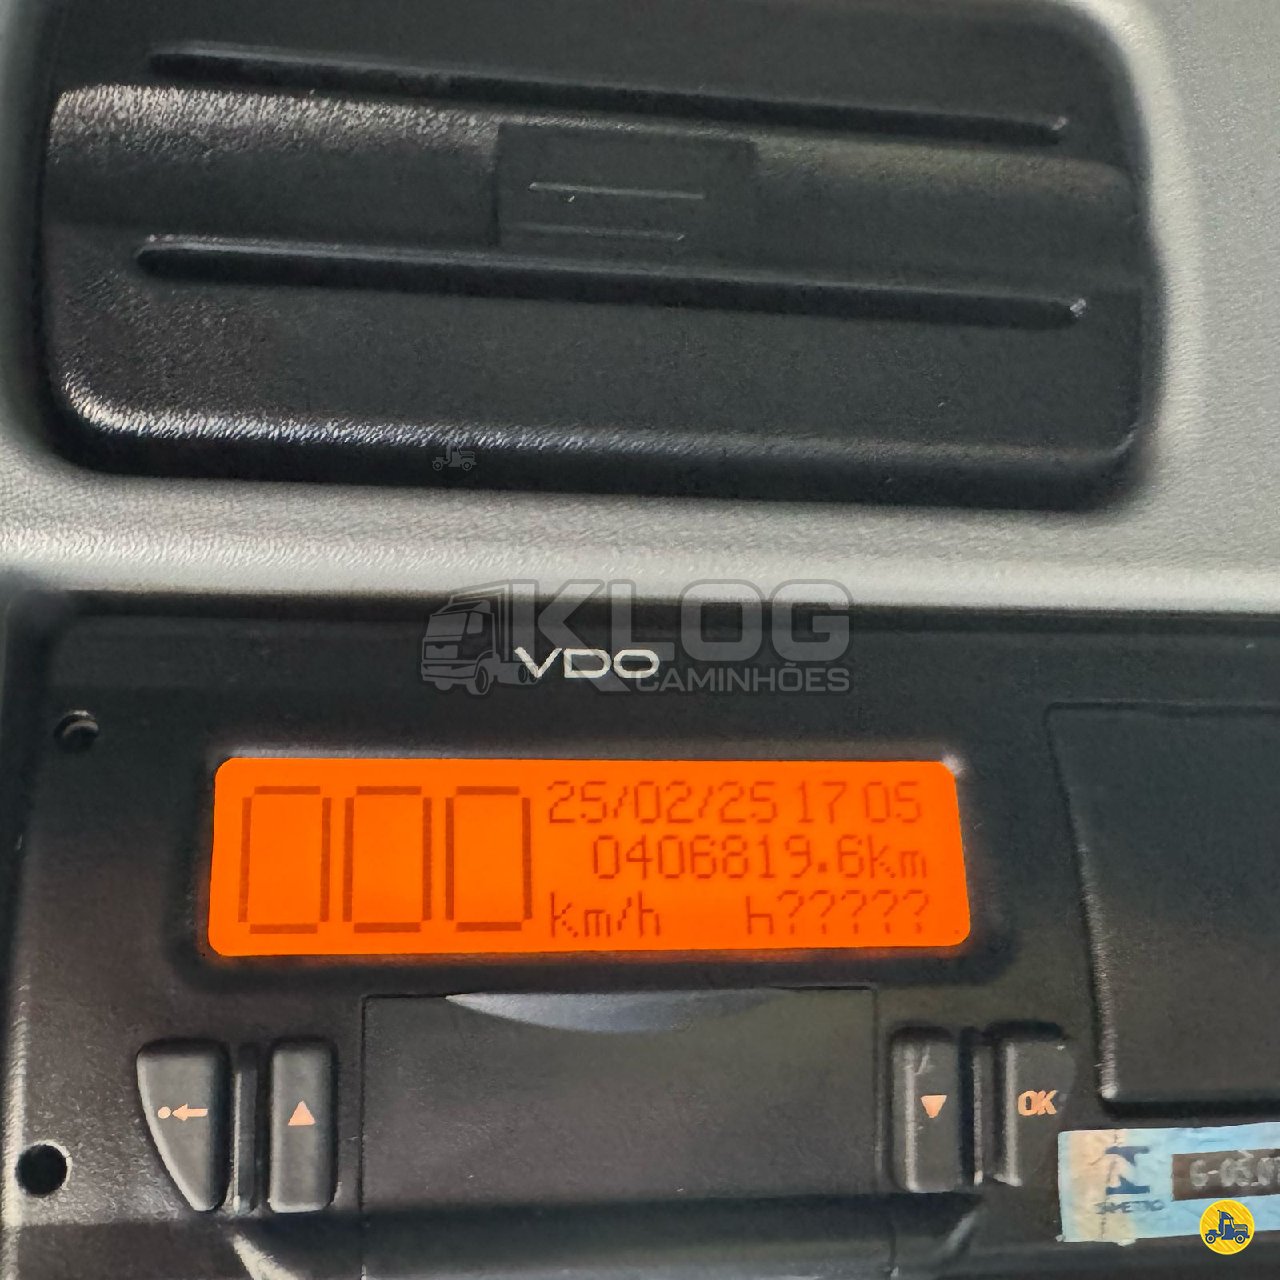 KLOG
CAMINHÕES
VDO
000
25/02/25 17 05
0406819.6km
km/h h?????
OK